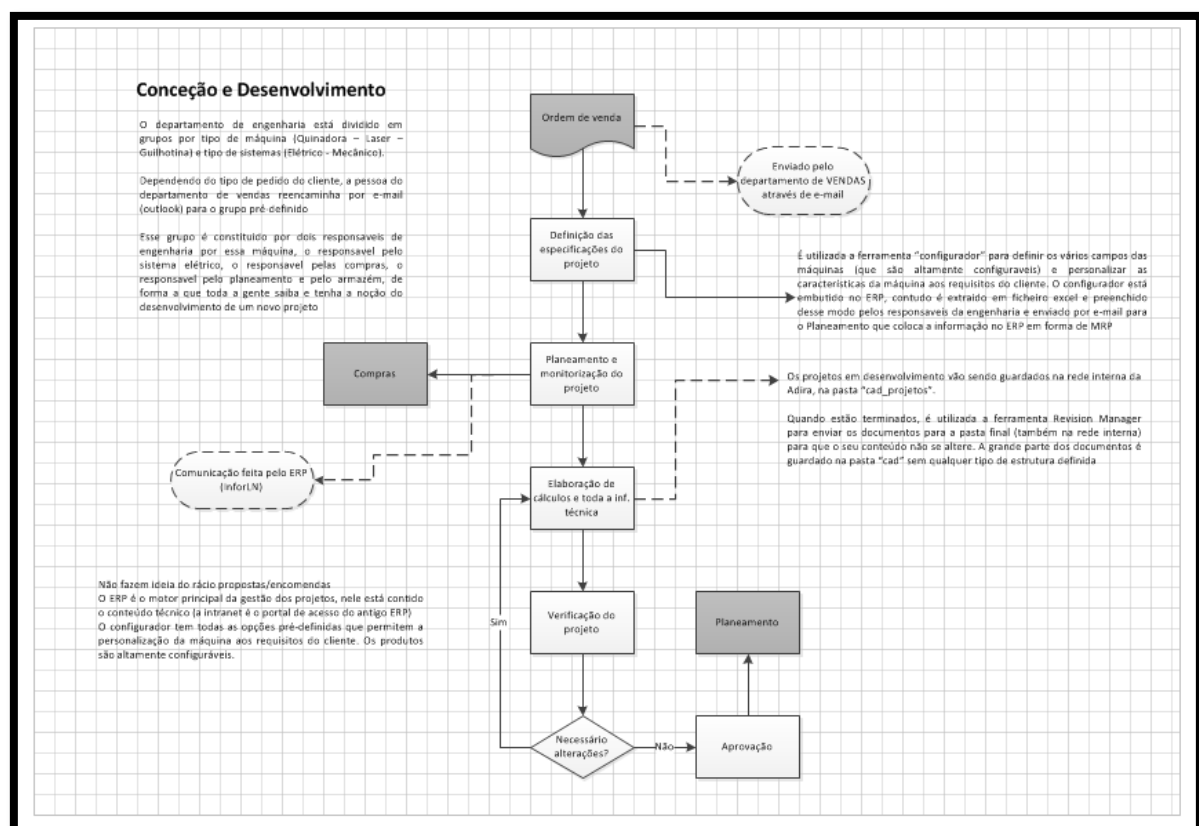 Conceção e Desenvolvimento
O departamento de engenharia está dividido em
grupos por tipo de máquina (Quinadora – Laser –
Guilhotina) e tipo de sistemas (Elétrico - Mecânico).
Dependendo do tipo de pedido do cliente, a pessoa do
departamento de vendas reencaminha por e-mail
(outlook) para o grupo pré-definido
Esse grupo é constituido por dois responsaveis de
engenharia por essa máquina, o responsavel pelo
sistema elétrico, o responsavel pelas compras, o
responsavel pelo planeamento e pelo armazém, de
forma a que toda a gente saiba e tenha a noção do
desenvolvimento de um novo projeto
Ordem de venda
Enviado pelo
departamento de VENDAS
através de e-mail
Definição das
especificações do
projeto
É utilizada a ferramenta “configurador” para definir os vários campos das
máquinas (que são altamente configuraveis) e personalizar as
características da máquina aos requisitos do cliente. O configurador está
embutido no ERP, contudo é extraído em ficheiro excel e preenchido
desse modo pelos responsaveis da engenharia e enviado por e-mail para
o Planeamento que coloca a informação no ERP em forma de MRP
Compras
Planeamento e
monitorização do
projeto
Os projetos em desenvolvimento vão sendo guardados na rede interna da
Adira, na pasta “cad_projetos”.
Quando estão terminados, é utilizada a ferramenta Revision Manager
para enviar os documentos para a pasta final (também na rede interna)
para que o seu conteúdo não se altere. A grande parte dos documentos é
guardado na pasta “cad” sem qualquer tipo de estrutura definida
Comunicação feita pelo ERP
(InforLN)
Elaboração de
cálculos e toda a inf.
técnica
Não fazem ideia do rácio propostas/encomendas
O ERP é o motor principal da gestão dos projetos, nele está contido
o conteúdo técnico (a intranet é o portal de acesso do antigo ERP)
O configurador tem todas as opções pré-definidas que permitem a
personalização da máquina aos requisitos do cliente. Os produtos
são altamente configuráveis.
Sim
Verificação do
projeto
Planeamento
Necessário
alterações?
Não
Aprovação